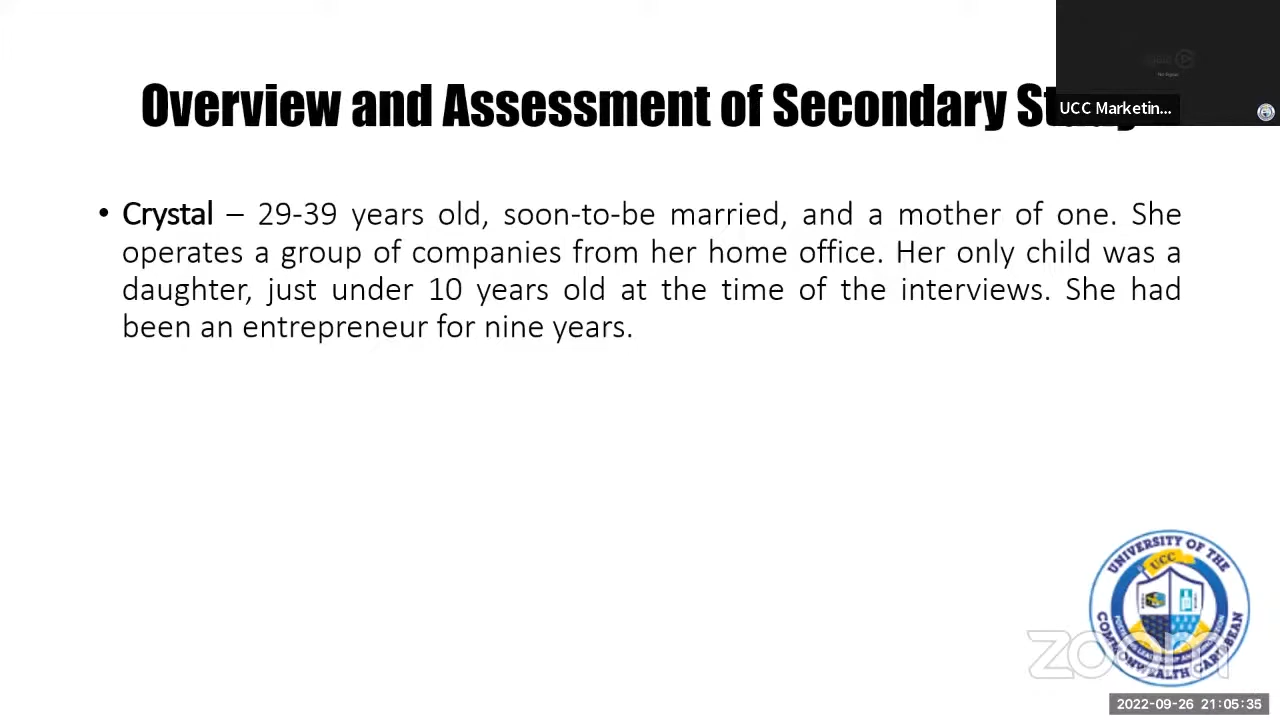 Overview and Assessment of Secondary
UCC Marketin...
• Crystal – 29-39 years old, soon-to-be married, and a mother of one. She
operates a group of companies from her home office. Her only child was a
daughter, just under 10 years old at the time of the interviews. She had
been an entrepreneur for nine years.
UNIVERSITY OF THE
UCC
COMMONWEALTH CARIBBEAN
zoom
2022-09-26 21:05:35